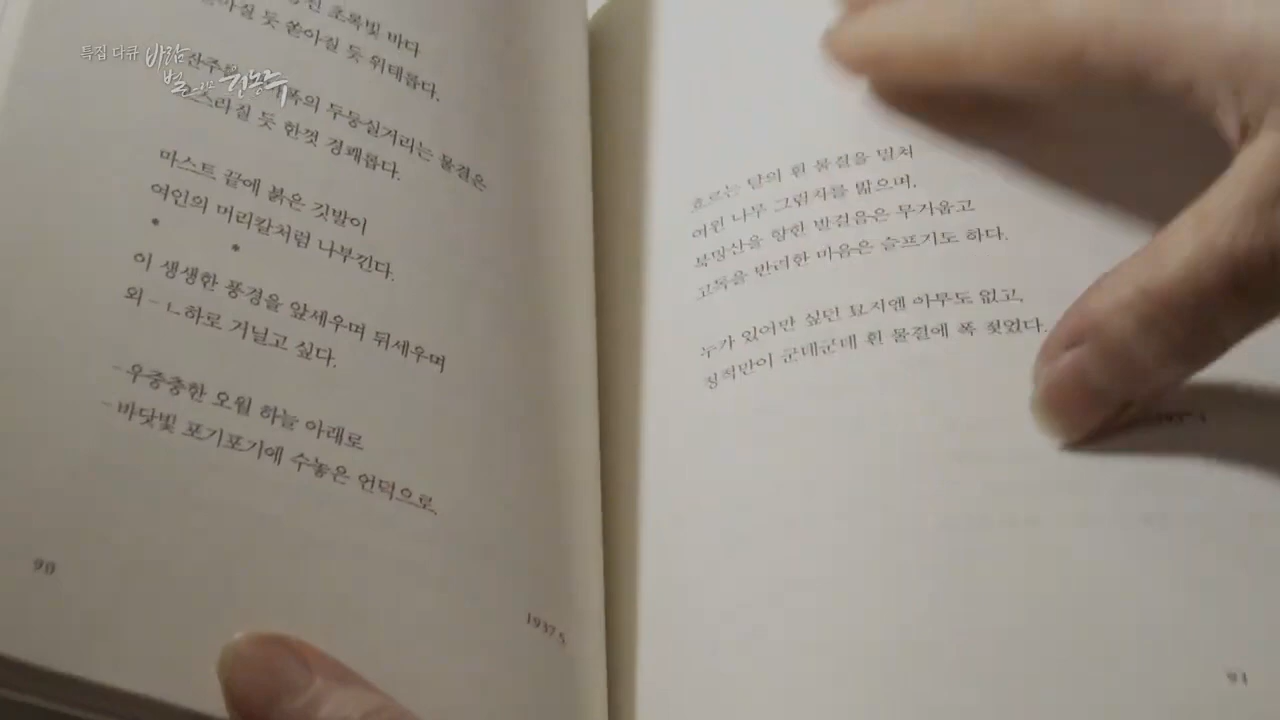 특집 다큐 바람
별 그리고 윤동주
초록빛 바다
듯 쏟아질 듯 위태롭다.
잔주
폭의 두둥실거리는 물결은
스러질 듯 한껏 경쾌롭다.
마스트 끝에 붉은 깃발이
여인의 머리칼처럼 나부낀다.
* *
이 생생한 풍경을 앞세우며 뒤세우며
외-ㄴ하로 거닐고 싶다.
-우중충한 오월 하늘 아래로
-바닷빛 포기포기에 수놓은 언덕으로.
90
1937.5
흐르는 달의 흰 물결을 밀쳐
여윈 나무 그림자를 밟으며,
북망산을 향한 발걸음은 무거웁고
고독을 반려한 마음은 슬프기도 하다.
누가 있어만 싶던 묘지엔 아무도 없고,
정적만이 군데군데 흰 물결에 폭 젖었다.
91